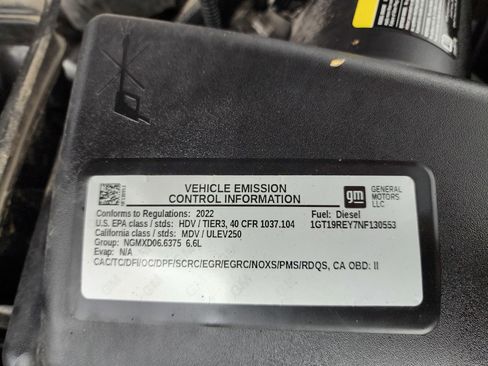 VEHICLE EMISSION
CONTROL INFORMATION
gm
GENERAL
MOTORS
LLC
Conforms to Regulations: 2022
Fuel: Diesel
U.S. EPA class / stds: HDV / TIER3, 40 CFR 1037.104
1GT19REY7NF130553
California class / stds: MDV / ULEV250
Group: NGMXD06.6375 6.6L
Evap: N/A
CAC/TC/DFI/OC/DPF/SCRC/EGR/EGRC/NOXS/PMS/RDQS, CA OBD: II